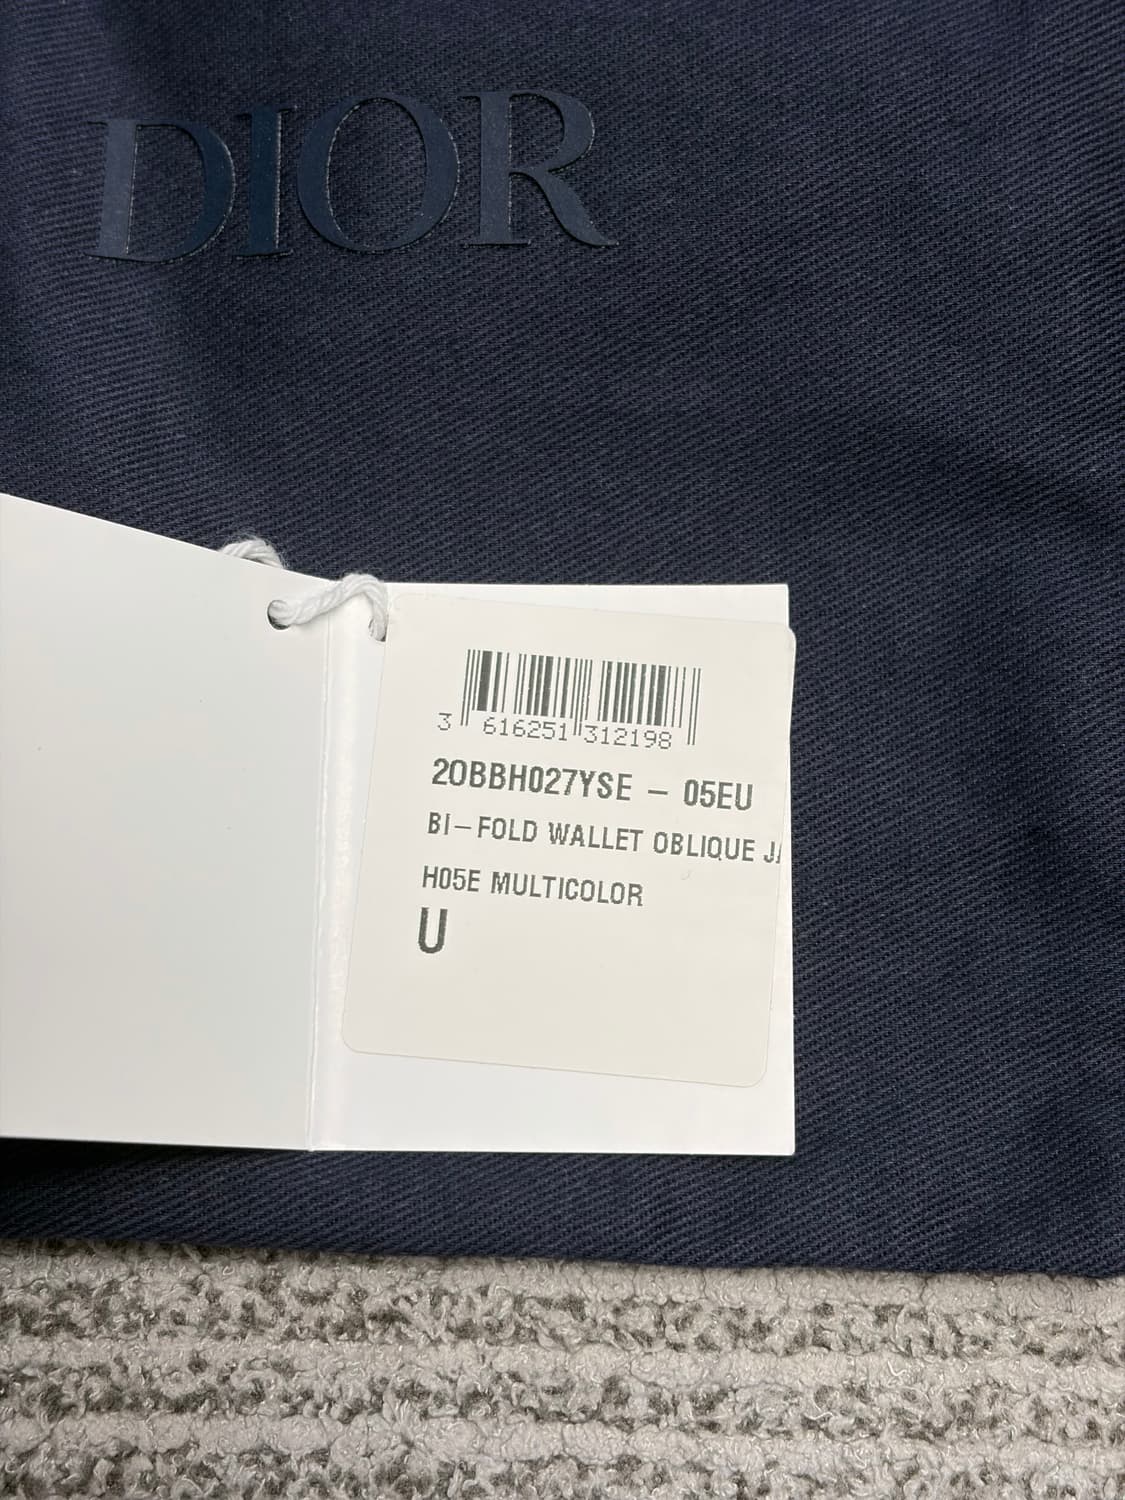 DIOR
3 616251 312198
2OBBH027YSE – 05EU
BI–FOLD WALLET OBLIQUE
H05E MULTICOLOR
U